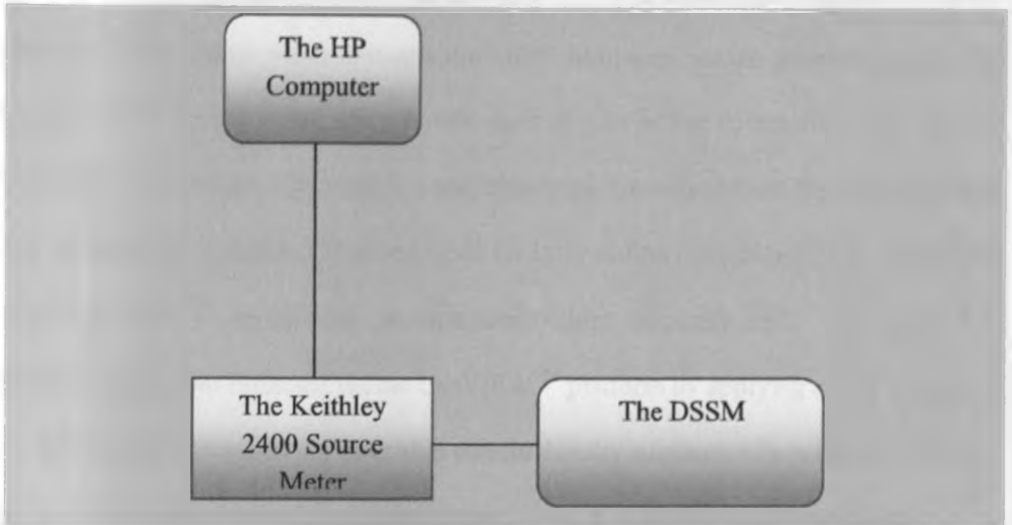 The HP
Computer
The Keithley
2400 Source
Meter
The DSSM